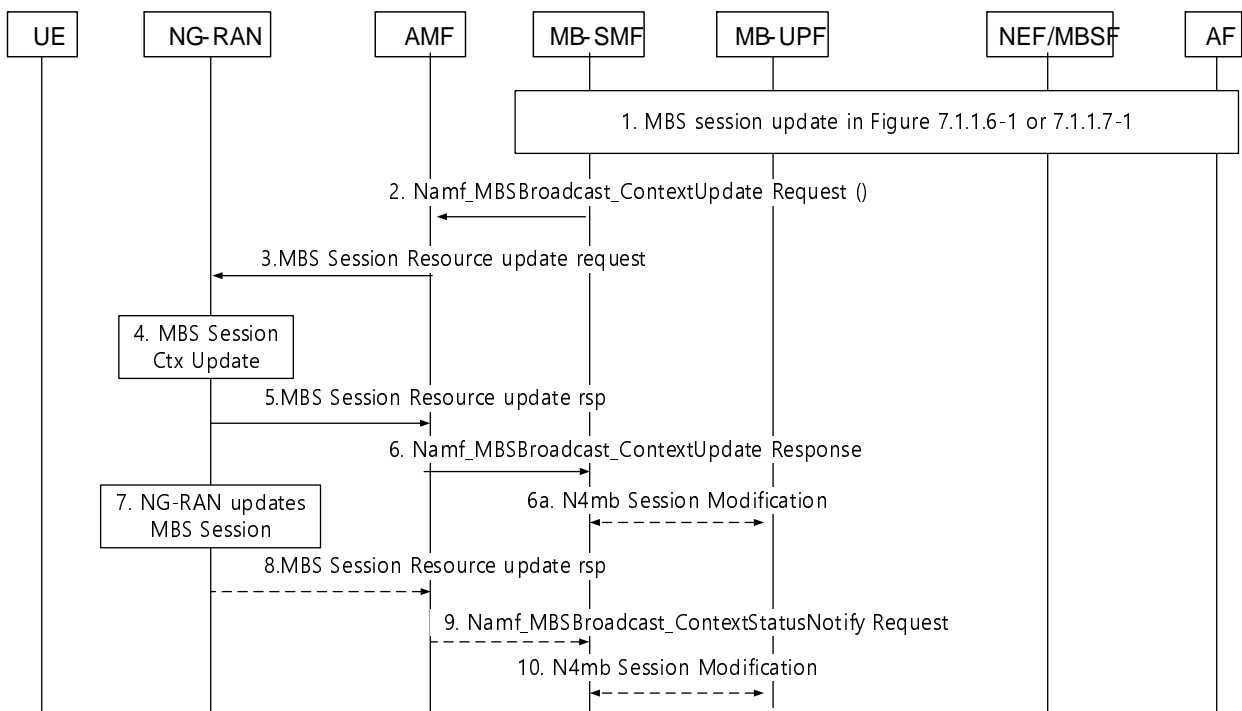 UE
NG-RAN
AMF
MB-SMF
MB-UPF
NEF/MBSF
AF
1. MBS session update in Figure 7.1.1.6-1 or 7.1.1.7-1
2. Namf_MBSBroadcast_ContextUpdate Request ()
3.MBS Session Resource update request
4. MBS Session
Ctx Update
5.MBS Session Resource update rsp
6. Namf_MBSBroadcast_ContextUpdate Response
7. NG-RAN updates
MBS Session
6a. N4mb Session Modification
8.MBS Session Resource update rsp
9. Namf_MBSBroadcast_ContextStatusNotify Request
10. N4mb Session Modification